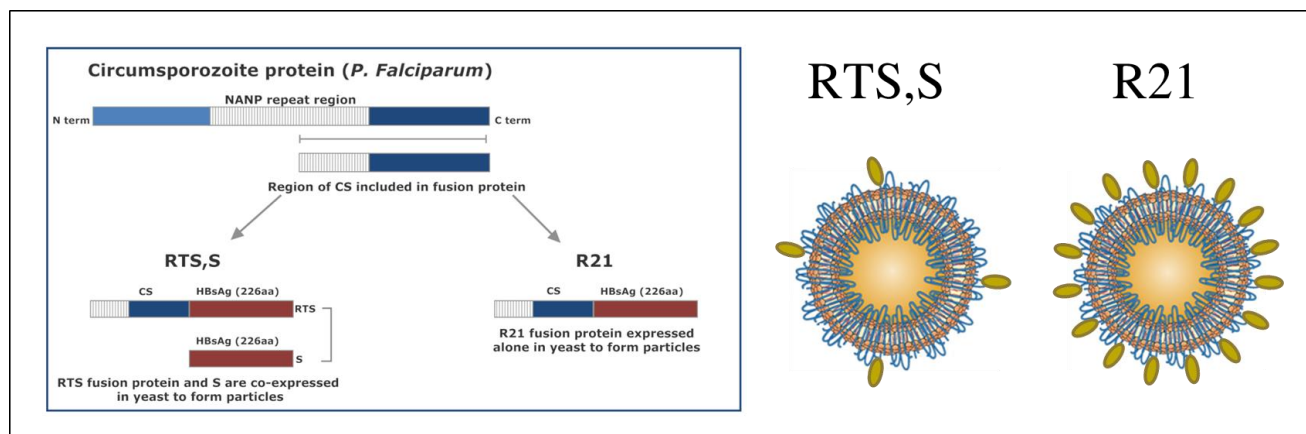 Circumsporozoite protein (P. Falciparum)
NANP repeat region
N term
C term
Region of CS included in fusion protein
RTS,S
CS
HBsAg (226aa)
RTS
HBsAg (226aa)
S
RTS fusion protein and S are co-expressed
in yeast to form particles
R21
CS
HBsAg (226aa)
R21 fusion protein expressed
alone in yeast to form particles
RTS,S
R21